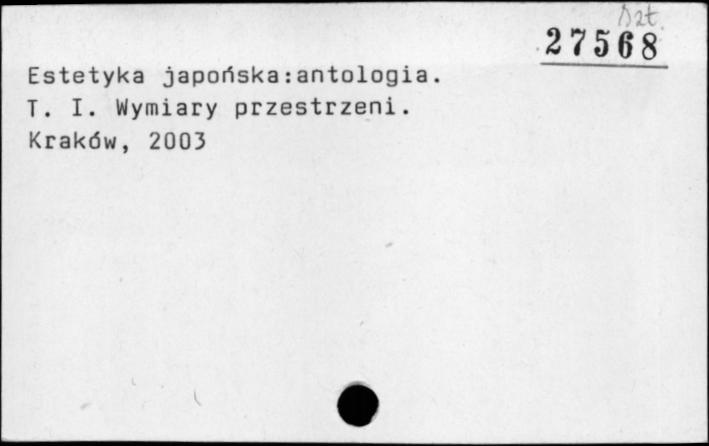 27568
Estetyka japońska:antologia.
T. I. Wymiary przestrzeni.
Kraków, 2003